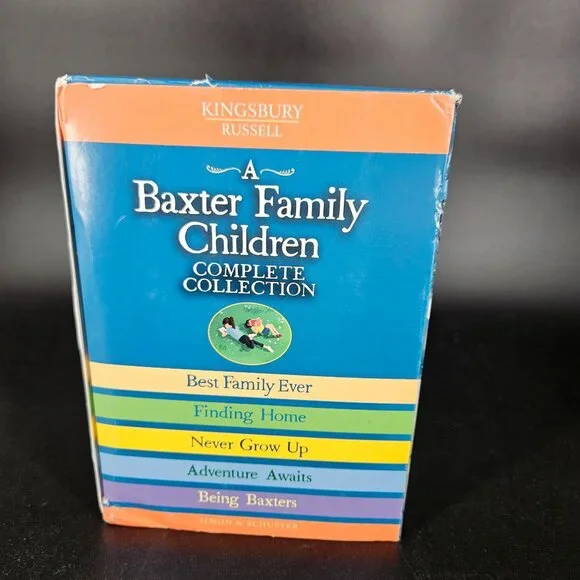 KINGSBURY
RUSSELL
A
Baxter Family
Children
COMPLETE
COLLECTION
Best Family Ever
Finding Home
Never Grow Up
Adventure Awaits
Being Baxters
SIMON & SCHUSTER